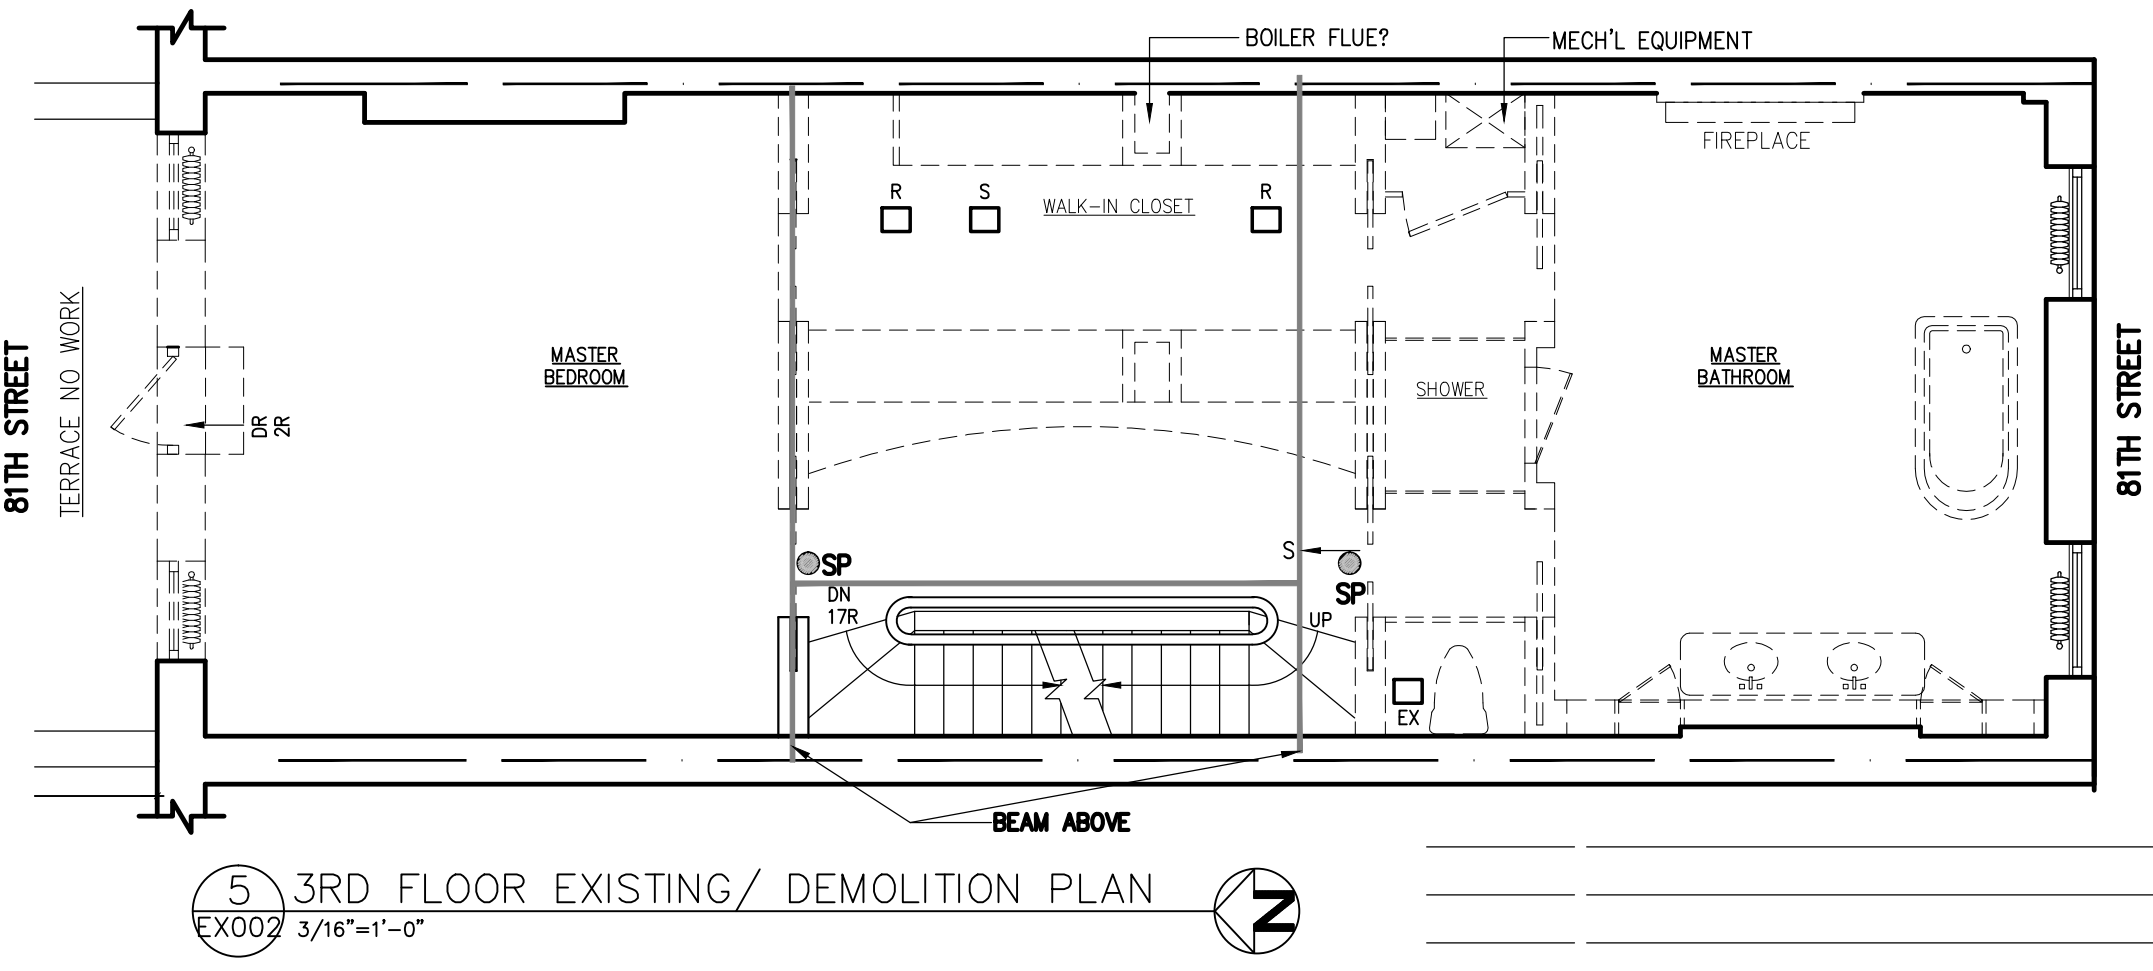 BOILER FLUE?
MECH'L EQUIPMENT
FIREPLACE
R
S
R
WALK-IN CLOSET
81TH STREET
TERRACE NO WORK
DR
2R
MASTER
BEDROOM
SHOWER
MASTER
BATHROOM
81TH STREET
S
SP
SP
DN
17R
UP
EX
BEAM ABOVE
5
EX002
3RD FLOOR EXISTING/ DEMOLITION PLAN
3/16"=1'-0"
N